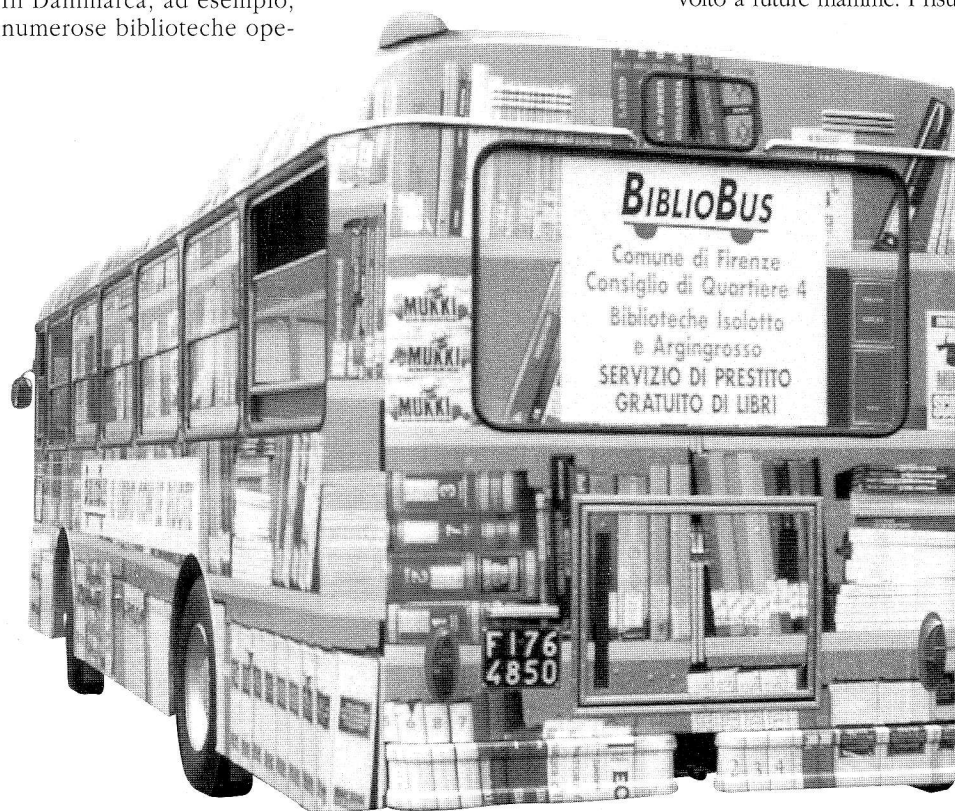 In Danimarca, ad esempio,
numerose biblioteche ope-
volto a future mamme. I risu
BIBLIOBUS
Comune di Firenze
Consiglio di Quartiere 4
Biblioteche Isolotto
e Argingrosso
SERVIZIO DI PRESTITO
GRATUITO DI LIBRI
MUKKI
MUKKI
MUKKI
FI 76
4850